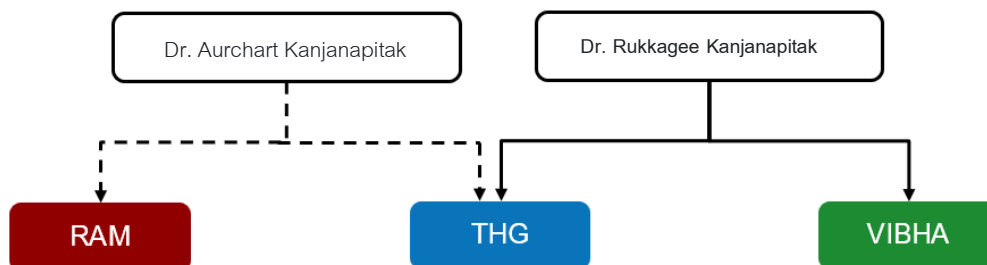 Dr. Aurchart Kanjanapitak
Dr. Rukkagee Kanjanapitak
RAM
THG
VIBHA